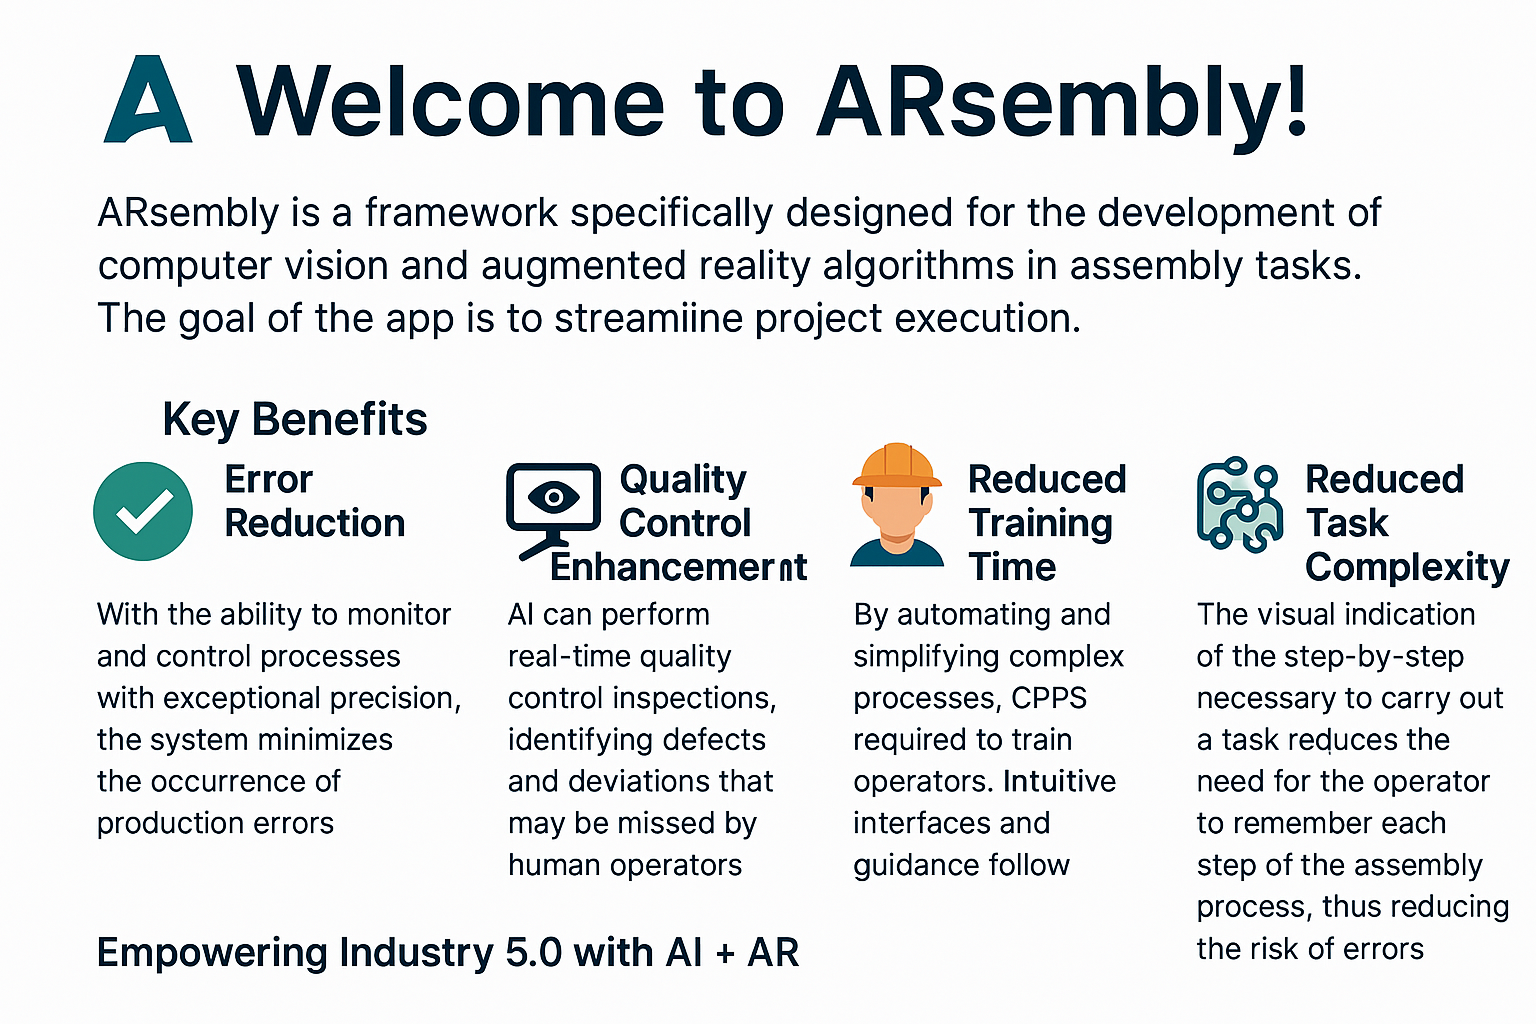 A Welcome to ARsembly!
ARsembly is a framework specifically designed for the development of
computer vision and augmented reality algorithms in assembly tasks.
The goal of the app is to streamiine project execution.
Key Benefits
Error
Reduction
With the ability to monitor
and control processes
with exceptional precision,
the system minimizes
the occurrence of
production errors
Quality
Control
Enhancemernt
AI can perform
real-time quality
control inspections,
identifying defects
and deviations that
may be missed by
human operators
Reduced
Training
Time
By automating and
simplifying complex
processes, CPPS
required to train
operators. Intuitive
interfaces and
guidance follow
Reduced
Task
Complexity
The visual indication
of the step-by-step
necessary to carry out
a task reduces the
need for the operator
to remember each
step of the assembly
process, thus reducing
the risk of errors
Empowering Industry 5.0 with AI + AR